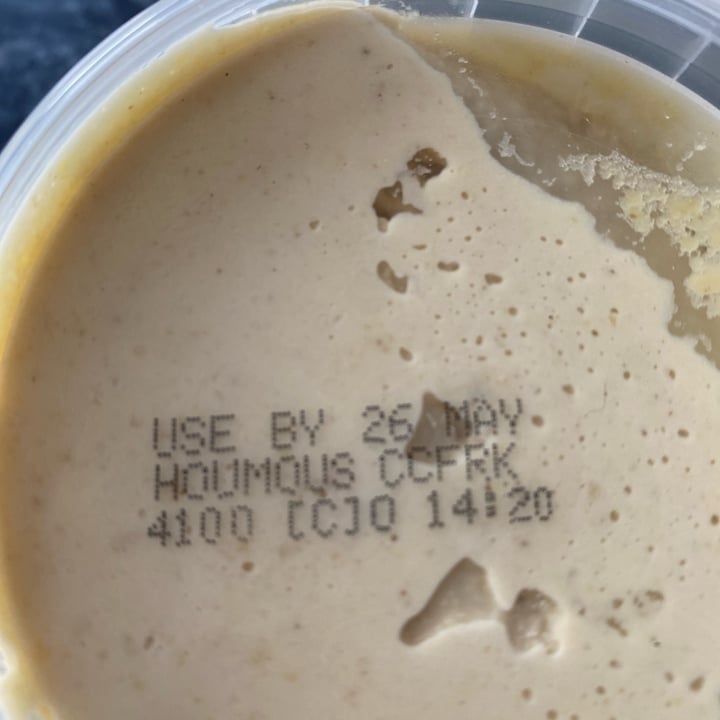 USE BY 26 MAY
HOUMOUS CCFRK
4100 [C]0 14:20